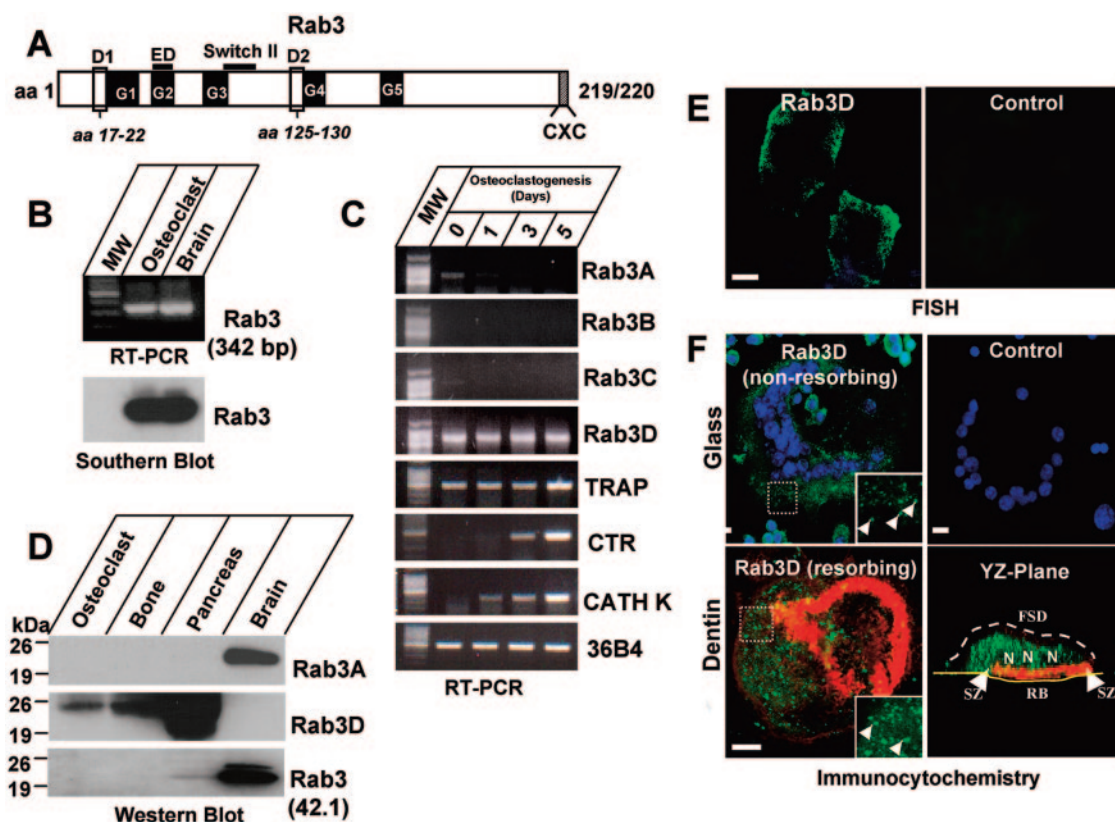 A
Rab3
D1
ED
Switch II
D2
aa 1
G1
G2
G3
G4
G5
219/220
aa 17-22
aa 125-130
CXC
B
MW
Osteoclast
Brain
Rab3
(342 bp)
RT-PCR
Rab3
Southern Blot
C
MW
Osteoclastogenesis
(Days)
0
1
3
5
Rab3A
Rab3B
Rab3C
Rab3D
TRAP
CTR
CATH K
36B4
RT-PCR
D
Osteoclast
Bone
Pancreas
Brain
kDa
26
19
Rab3A
26
19
Rab3D
26
19
Rab3
(42.1)
Western Blot
E
Rab3D
Control
FISH
F
Glass
Rab3D
(non-resorbing)
Control
Dentin
Rab3D (resorbing)
YZ-Plane
FSD
N N N
SZ
RB
SZ
Immunocytochemistry